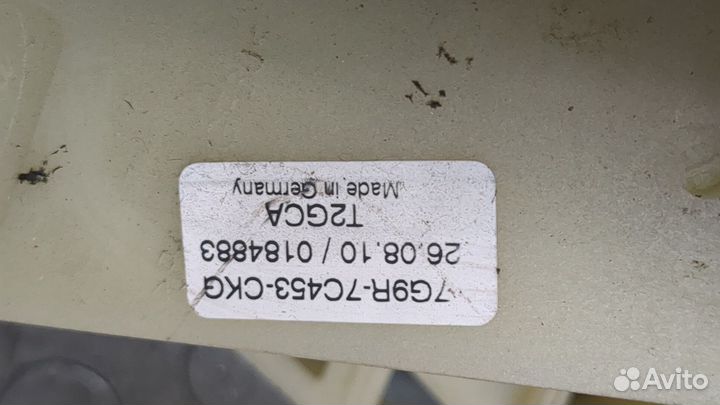 7G9R-7C453-CKG
26.08.10 / 0184883
T2GCA
Made in Germany
Avito